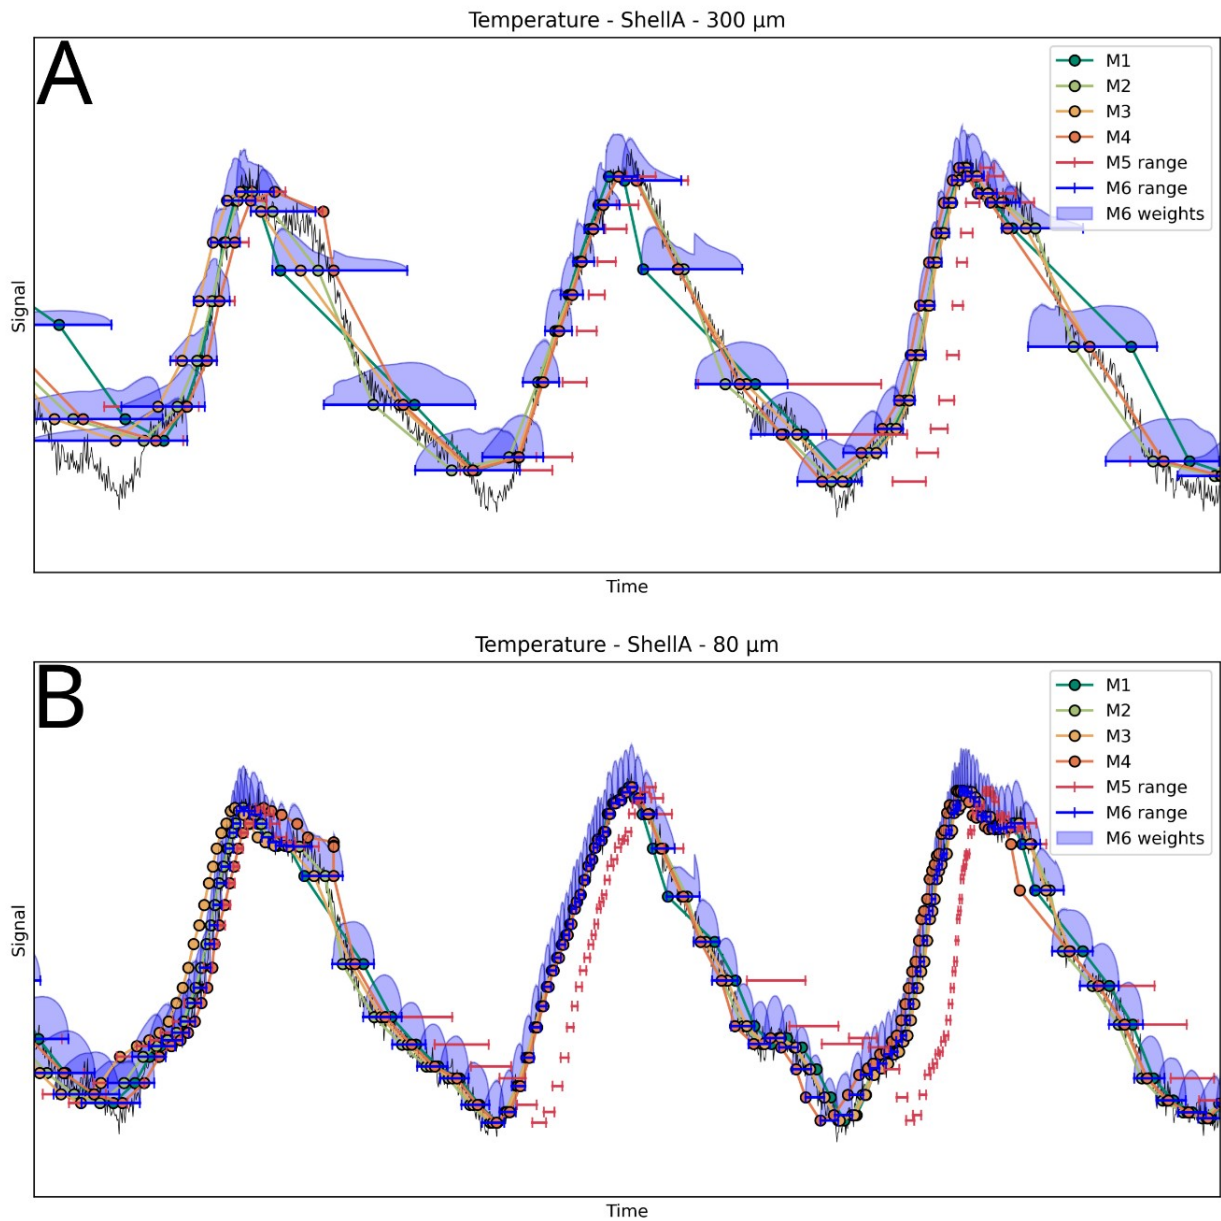 Temperature - ShellA - 300 μm
A
M1
M2
M3
M4
M5 range
M6 range
M6 weights
Signal
Time
Temperature - ShellA - 80 μm
B
M1
M2
M3
M4
M5 range
M6 range
M6 weights
Signal
Time